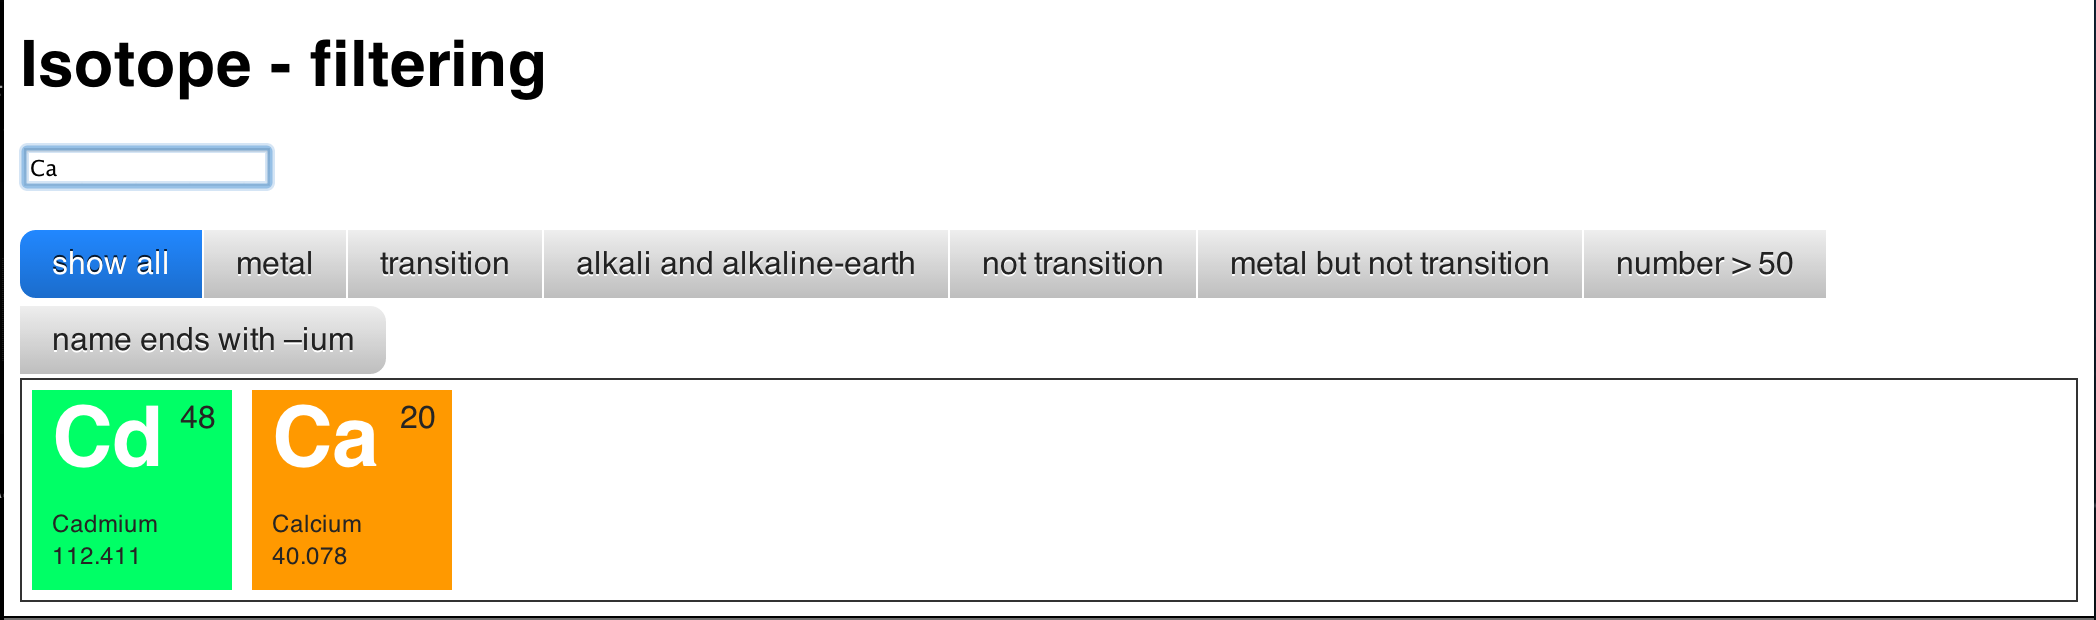 Isotope - filtering
Ca
show all metal transition alkali and alkaline-earth not transition metal but not transition number > 50
name ends with –ium
Cd 48
Cadmium
112.411
Ca 20
Calcium
40.078